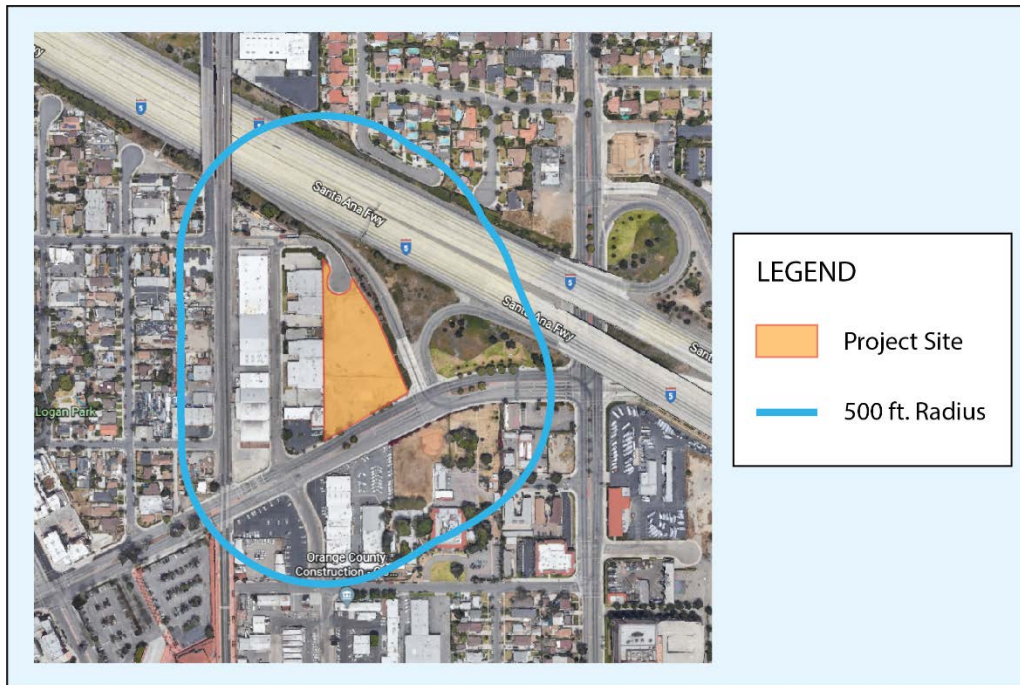 5
5
Santa Ana Fwy
5
5
Santa Ana Fwy
5
Logan Park
Orange County
LEGEND
Project Site
500 ft. Radius